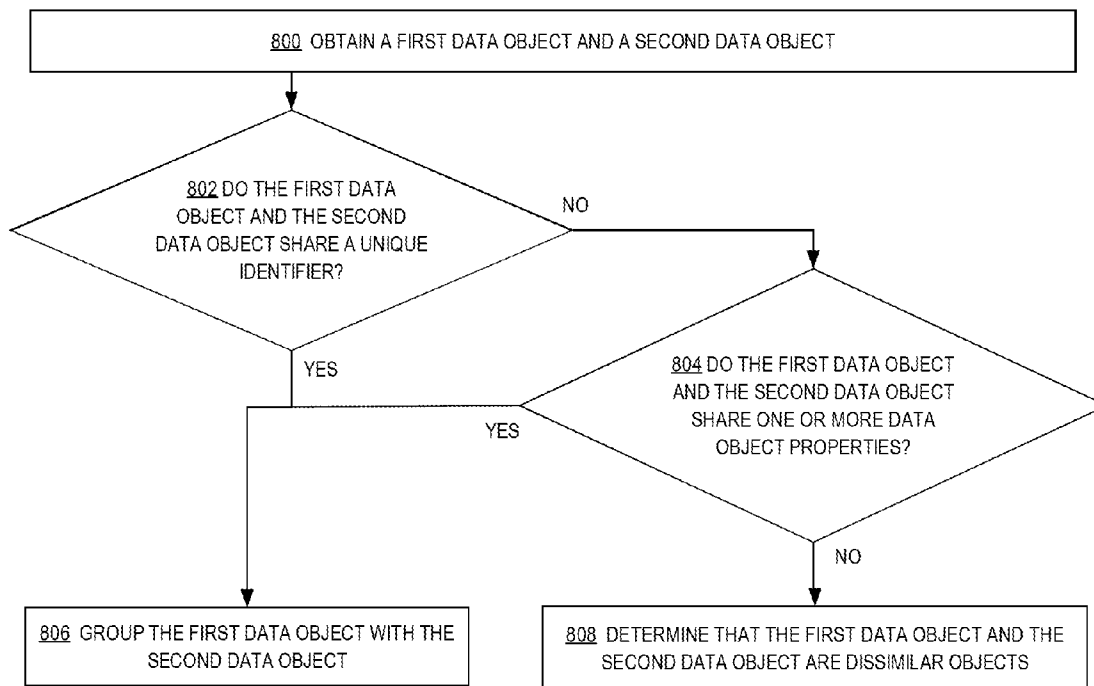 800 OBTAIN A FIRST DATA OBJECT AND A SECOND DATA OBJECT
802 DO THE FIRST DATA
OBJECT AND THE SECOND
DATA OBJECT SHARE A UNIQUE
IDENTIFIER?
NO
YES
804 DO THE FIRST DATA OBJECT
AND THE SECOND DATA OBJECT
SHARE ONE OR MORE DATA
OBJECT PROPERTIES?
YES
NO
806 GROUP THE FIRST DATA OBJECT WITH THE
SECOND DATA OBJECT
808 DETERMINE THAT THE FIRST DATA OBJECT AND THE
SECOND DATA OBJECT ARE DISSIMILAR OBJECTS